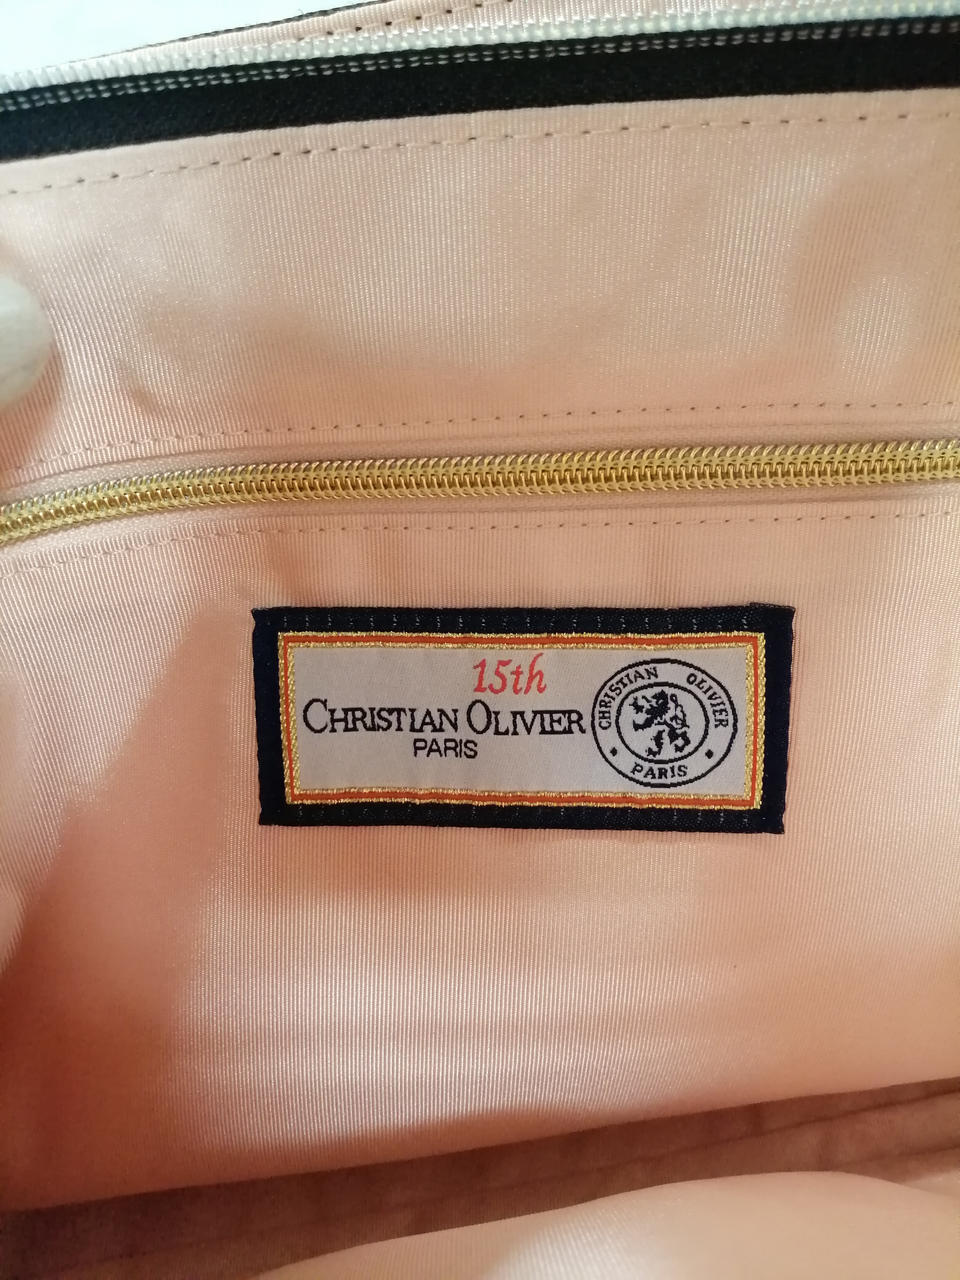 15th
CHRISTIAN OLIVIER
PARIS
CHRISTIAN OLIVIER
• PARIS •